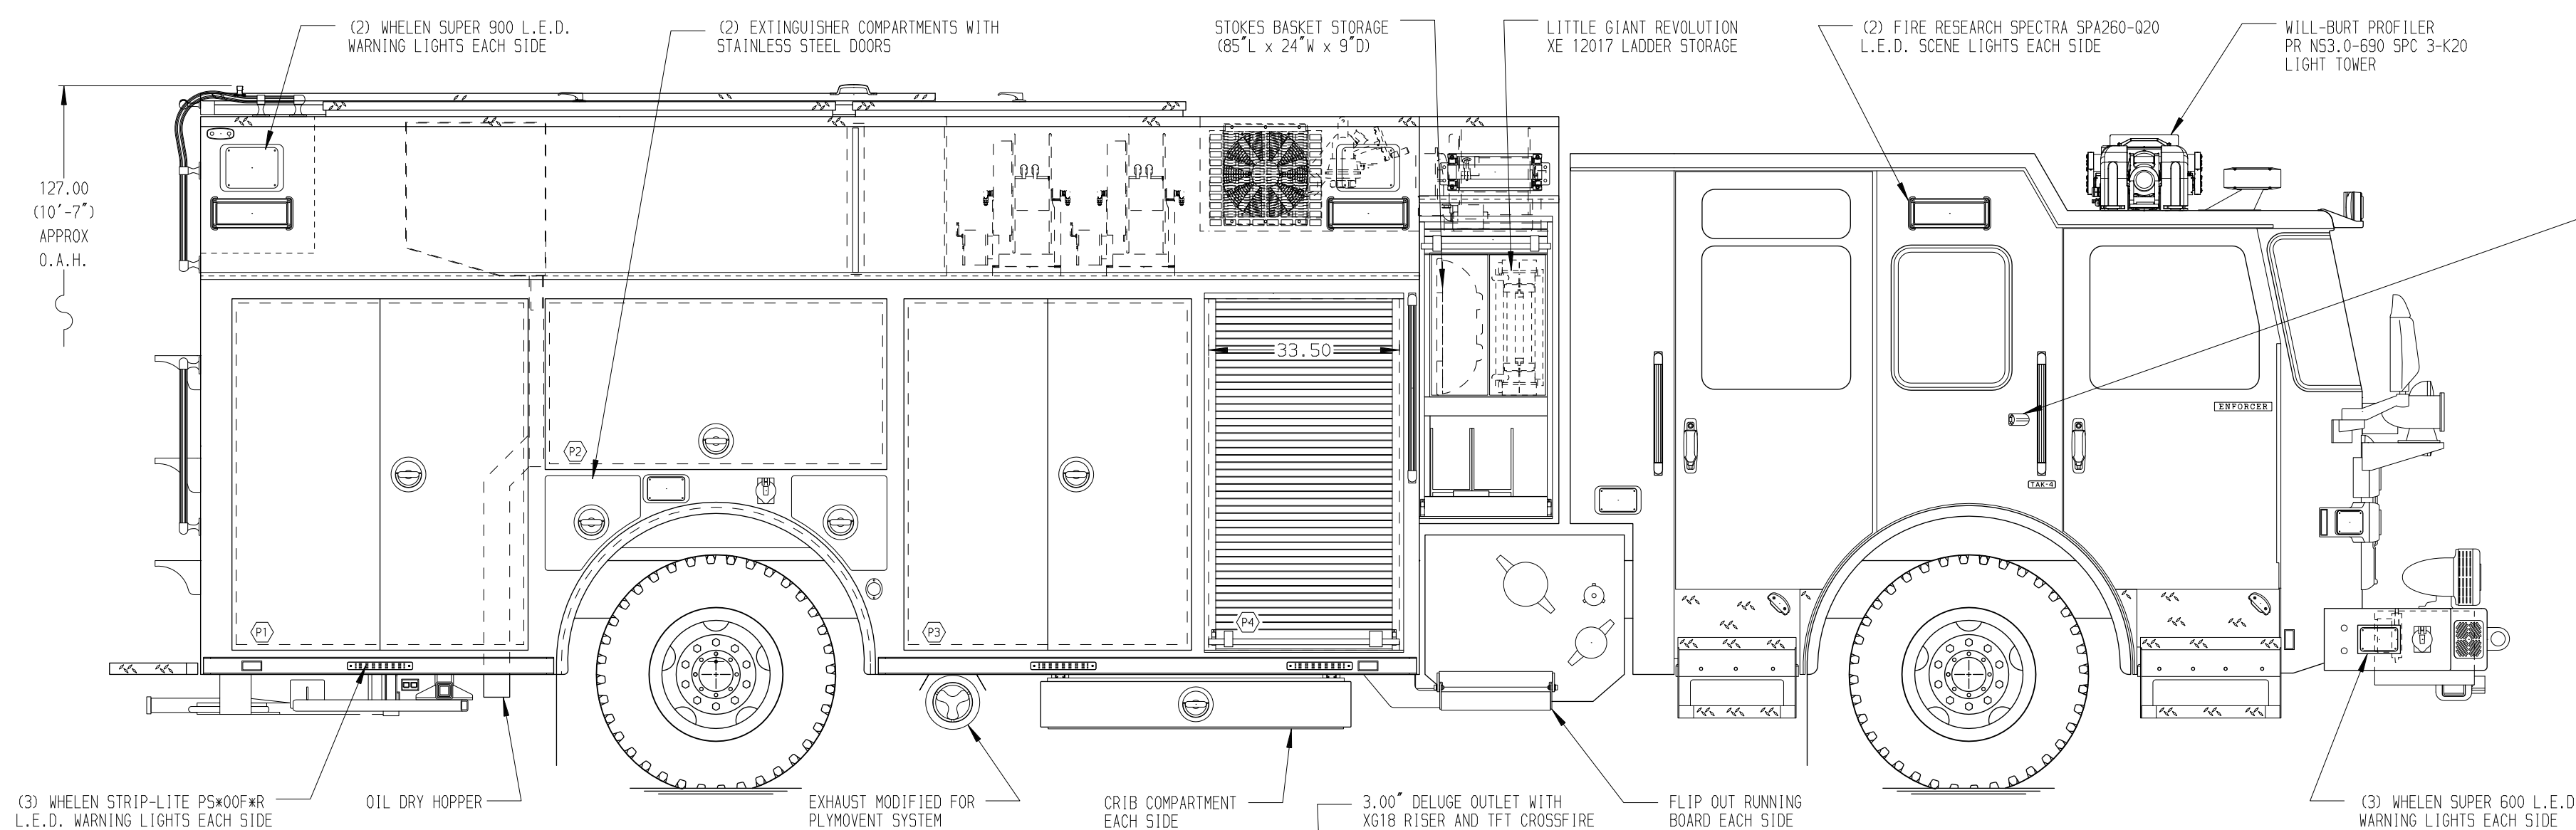 (2) WHELEN SUPER 900 L.E.D.
WARNING LIGHTS EACH SIDE
(2) EXTINGUISHER COMPARTMENTS WITH
STAINLESS STEEL DOORS
STOKES BASKET STORAGE
(85"L x 24"W x 9"D)
LITTLE GIANT REVOLUTION
XE 12017 LADDER STORAGE
(2) FIRE RESEARCH SPECTRA SPA260-Q20
L.E.D. SCENE LIGHTS EACH SIDE
WILL-BURT PROFILER
PR NS3.0-690 SPC 3-K20
LIGHT TOWER
127.00
(10'-7")
APPROX
O.A.H.
33.50
ENFORCER
P2
TAK-4
P1
P3
P4
(3) WHELEN STRIP-LITE PS*00F*R
L.E.D. WARNING LIGHTS EACH SIDE
OIL DRY HOPPER
EXHAUST MODIFIED FOR
PLYMOVENT SYSTEM
CRIB COMPARTMENT
EACH SIDE
3.00" DELUGE OUTLET WITH
XG18 RISER AND TFT CROSSFIRE
FLIP OUT RUNNING
BOARD EACH SIDE
(3) WHELEN SUPER 600 L.E.D
WARNING LIGHTS EACH SIDE